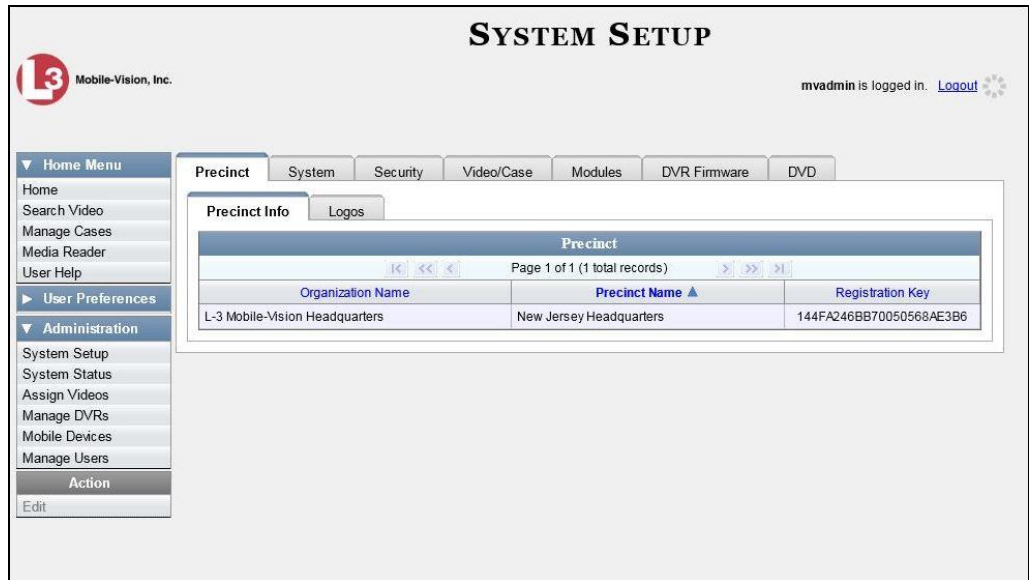 SYSTEM SETUP
L3 Mobile-Vision, Inc.
mvadmin is logged in. Logout
▼ Home Menu
Home
Search Video
Manage Cases
Media Reader
User Help
► User Preferences
▼ Administration
System Setup
System Status
Assign Videos
Manage DVRs
Mobile Devices
Manage Users
Action
Edit
Precinct System Security Video/Case Modules DVR Firmware DVD
Precinct Info Logos
Precinct
|< << < Page 1 of 1 (1 total records) > >> >|
Organization Name Precinct Name ▲ Registration Key
L-3 Mobile-Vision Headquarters New Jersey Headquarters 144FA246BB70050568AE3B6